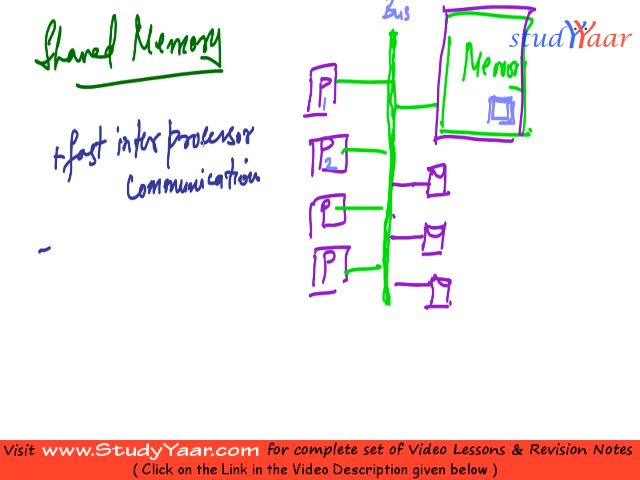 Bus
studYYaar
Shared Memory
Memory
P1
+ fast inter processor
communication
P2
P
-
P
Visit www.StudyYaar.com for complete set of Video Lessons & Revision Notes
( Click on the Link in the Video Description given below )